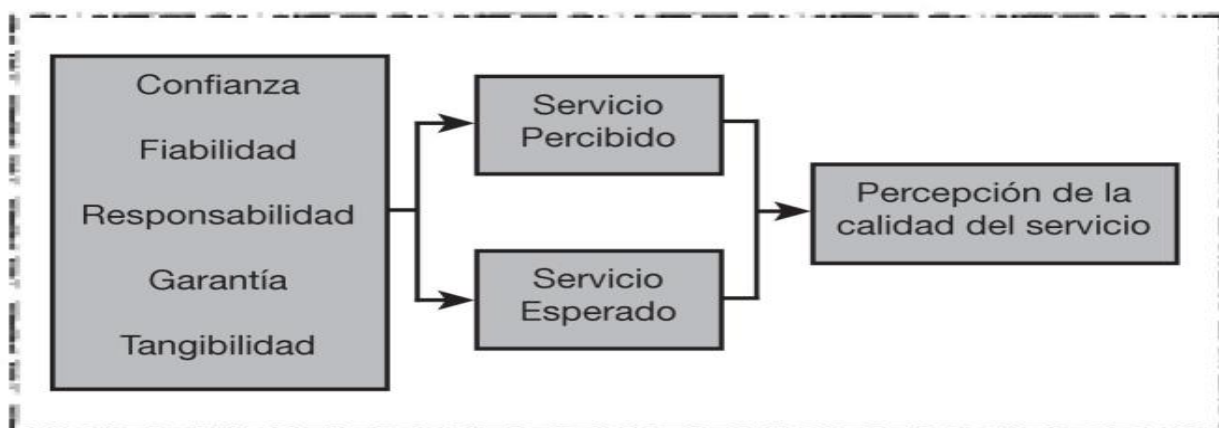 Confianza
Fiabilidad
Responsabilidad
Garantía
Tangibilidad
Servicio
Percibido
Servicio
Esperado
Percepción de la
calidad del servicio